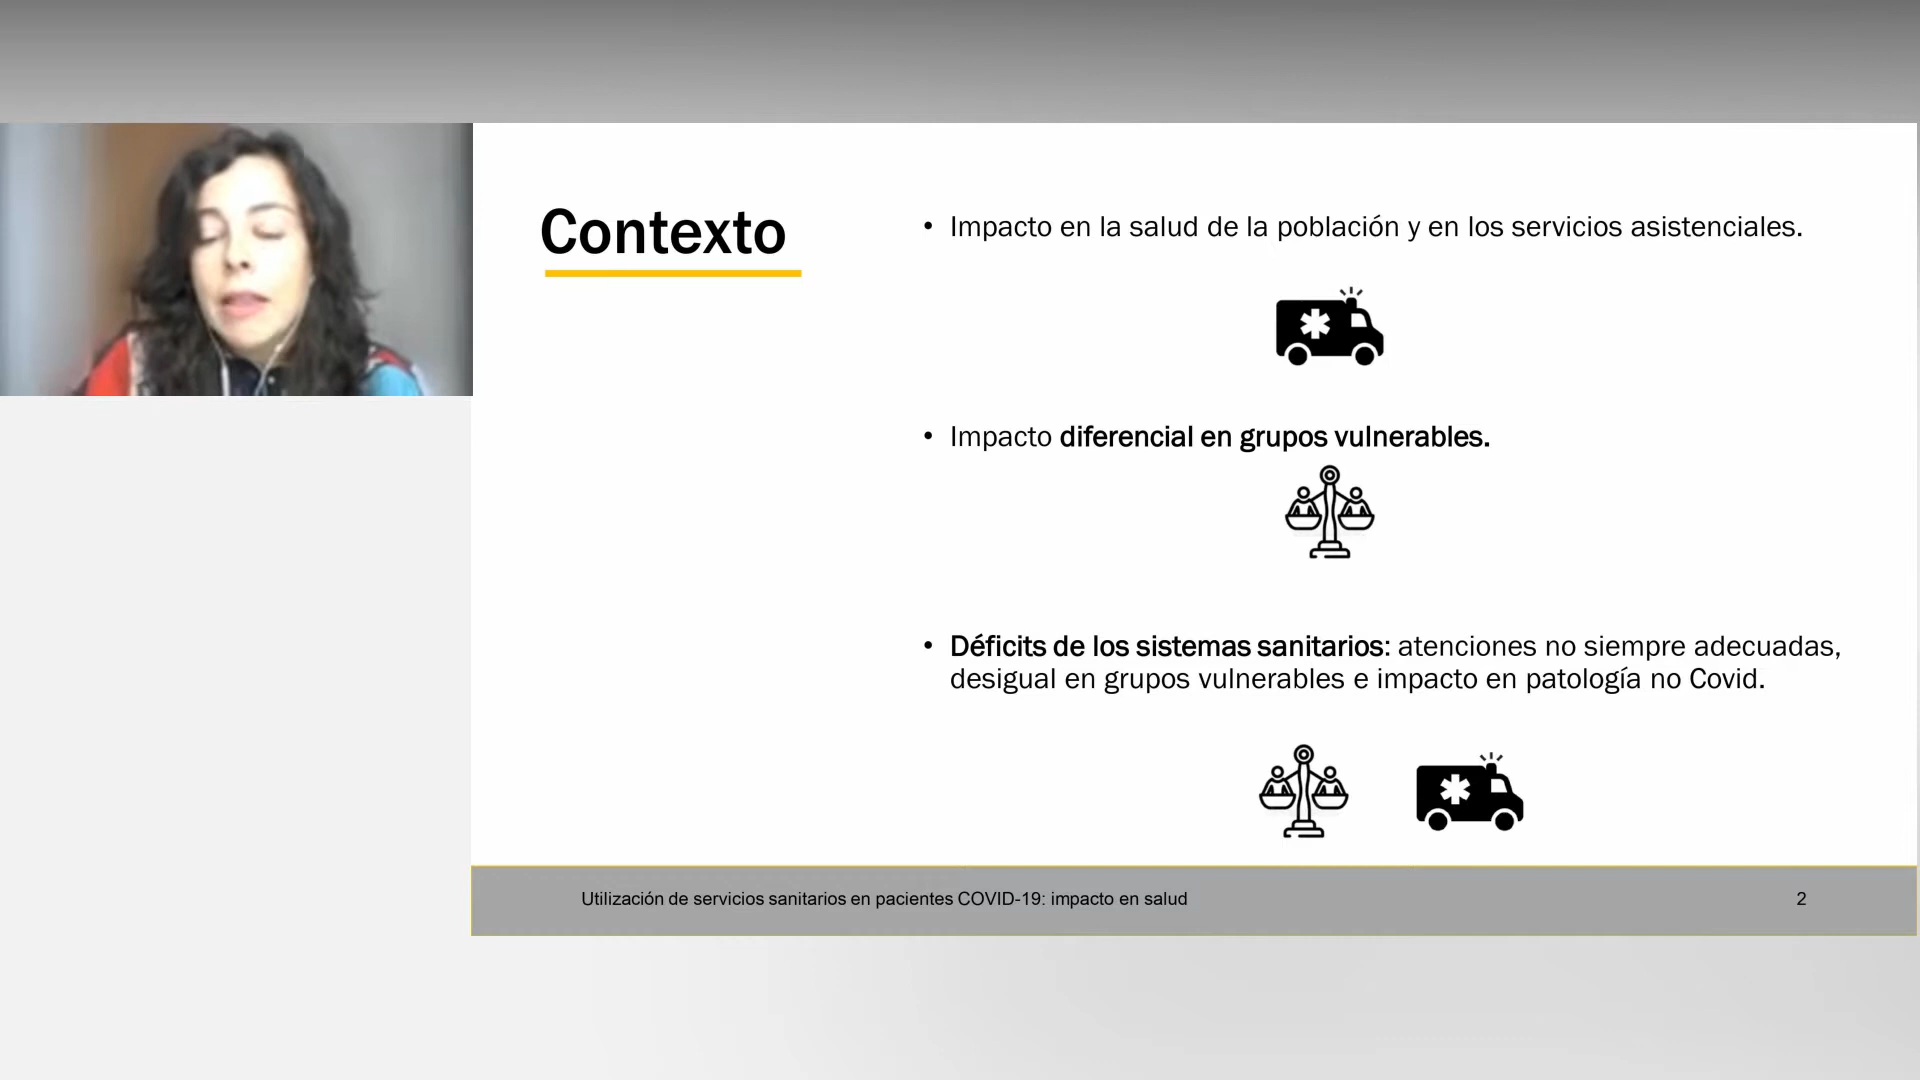 Contexto
• Impacto en la salud de la población y en los servicios asistenciales.
• Impacto diferencial en grupos vulnerables.
• Déficits de los sistemas sanitarios: atenciones no siempre adecuadas,
desigual en grupos vulnerables e impacto en patología no Covid.
Utilización de servicios sanitarios en pacientes COVID-19: impacto en salud
2